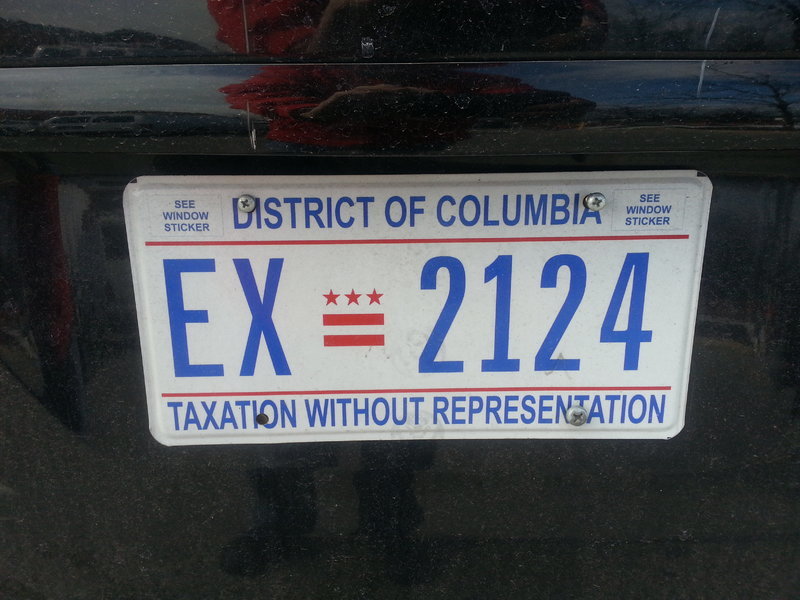 SEE
WINDOW
STICKER
DISTRICT OF COLUMBIA
SEE
WINDOW
STICKER
EX 2124
TAXATION WITHOUT REPRESENTATION